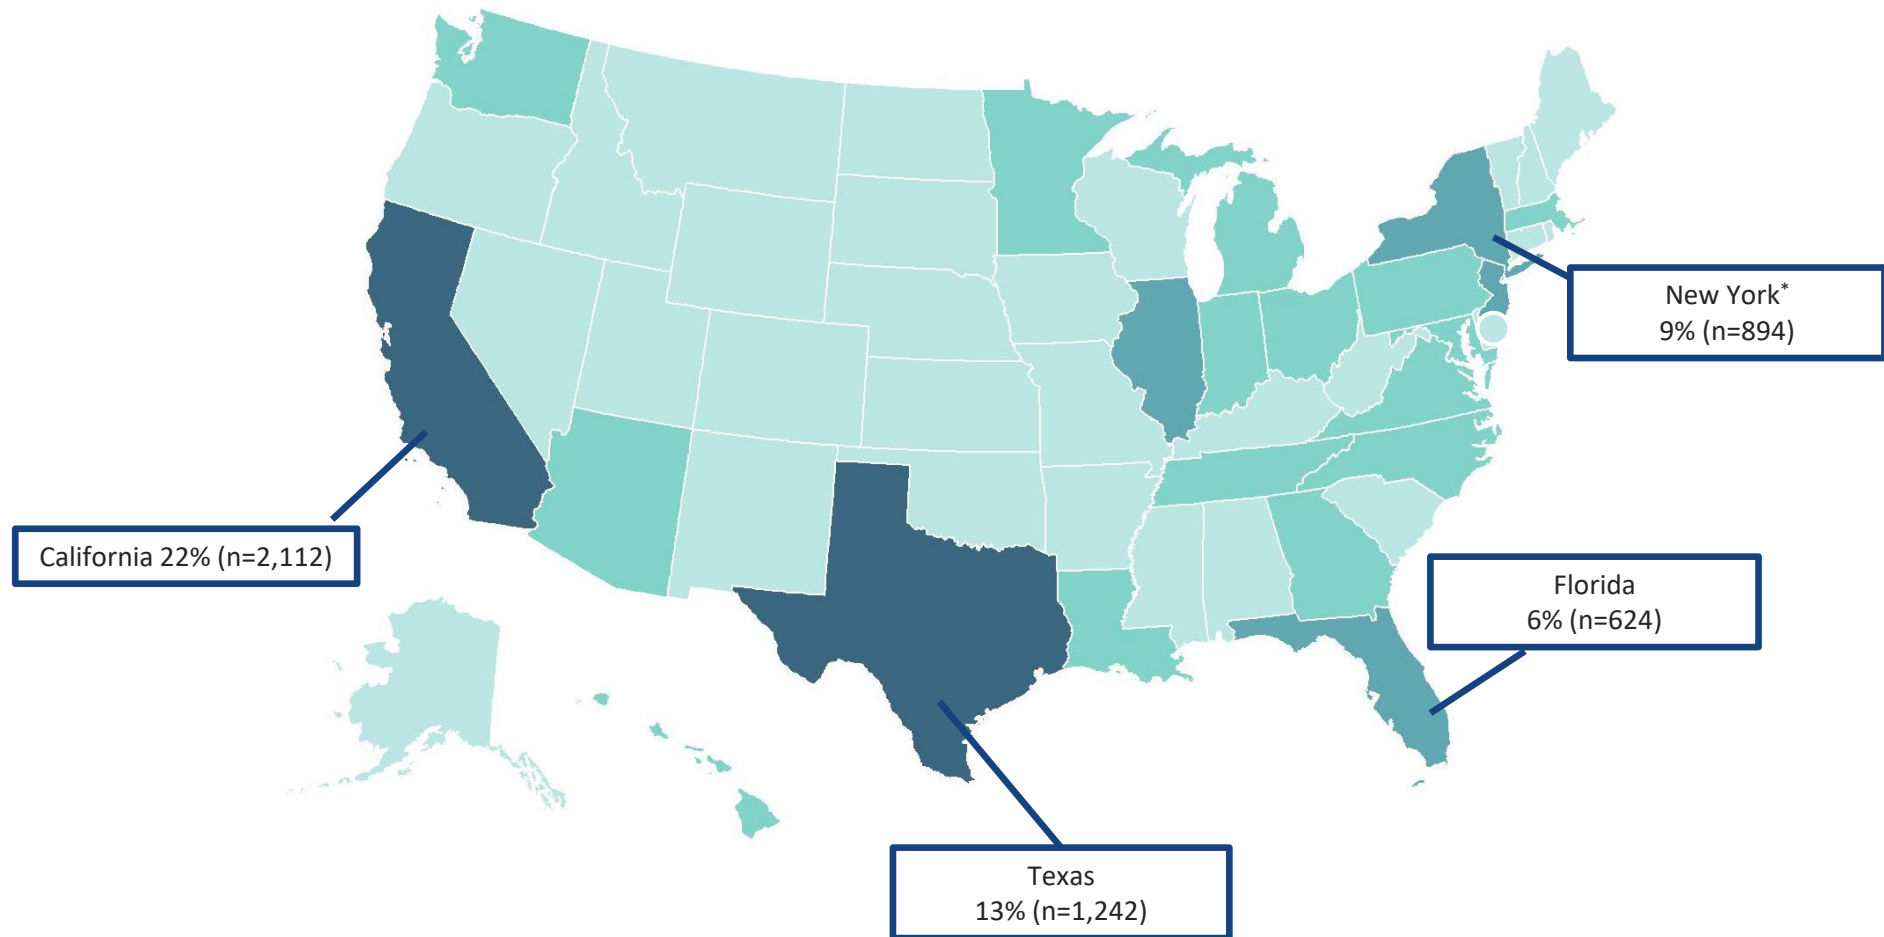 New York*
9% (n=894)
California 22% (n=2,112)
Florida
6% (n=624)
Texas
13% (n=1,242)